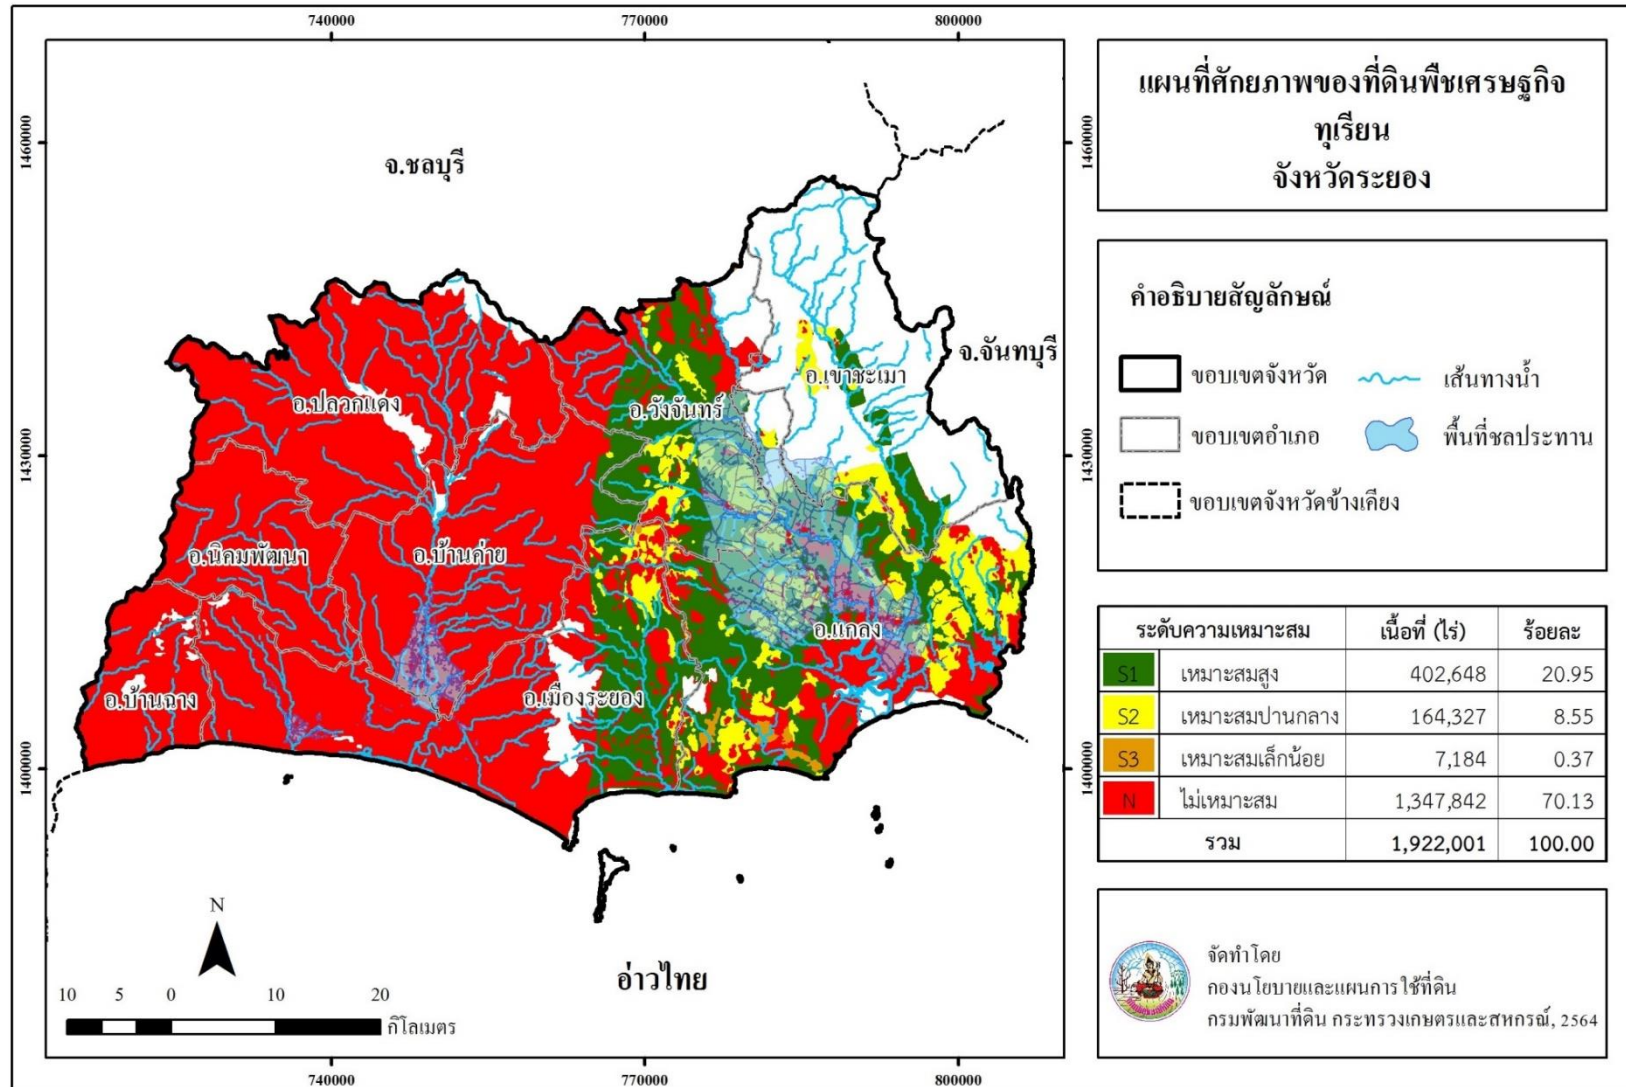 740000
770000
800000
1460000
1430000
1400000
1460000
1430000
1400000
จ.ชลบุรี
จ.จันทบุรี
อ.เขาชะเมา
อ.ปลวกแดง
อ.วังจันทร์
อ.นิคมพัฒนา
อ.บ้านค่าย
อ.แกลง
อ.บ้านฉาง
อ.เมืองระยอง
อ่าวไทย
N
10 5 0 10 20
กิโลเมตร
740000
770000
800000
แผนที่ศักยภาพของที่ดินพืชเศรษฐกิจ
ทุเรียน
จังหวัดระยอง
คำอธิบายสัญลักษณ์
ขอบเขตจังหวัด
เส้นทางน้ำ
ขอบเขตอำเภอ
พื้นที่ชลประทาน
ขอบเขตจังหวัดข้างเคียง
ระดับความเหมาะสม เนื้อที่ (ไร่) ร้อยละ
S1 เหมาะสมสูง 402,648 20.95
S2 เหมาะสมปานกลาง 164,327 8.55
S3 เหมาะสมเล็กน้อย 7,184 0.37
N ไม่เหมาะสม 1,347,842 70.13
รวม 1,922,001 100.00
จัดทำโดย
กองนโยบายและแผนการใช้ที่ดิน
กรมพัฒนาที่ดิน กระทรวงเกษตรและสหกรณ์, 2564